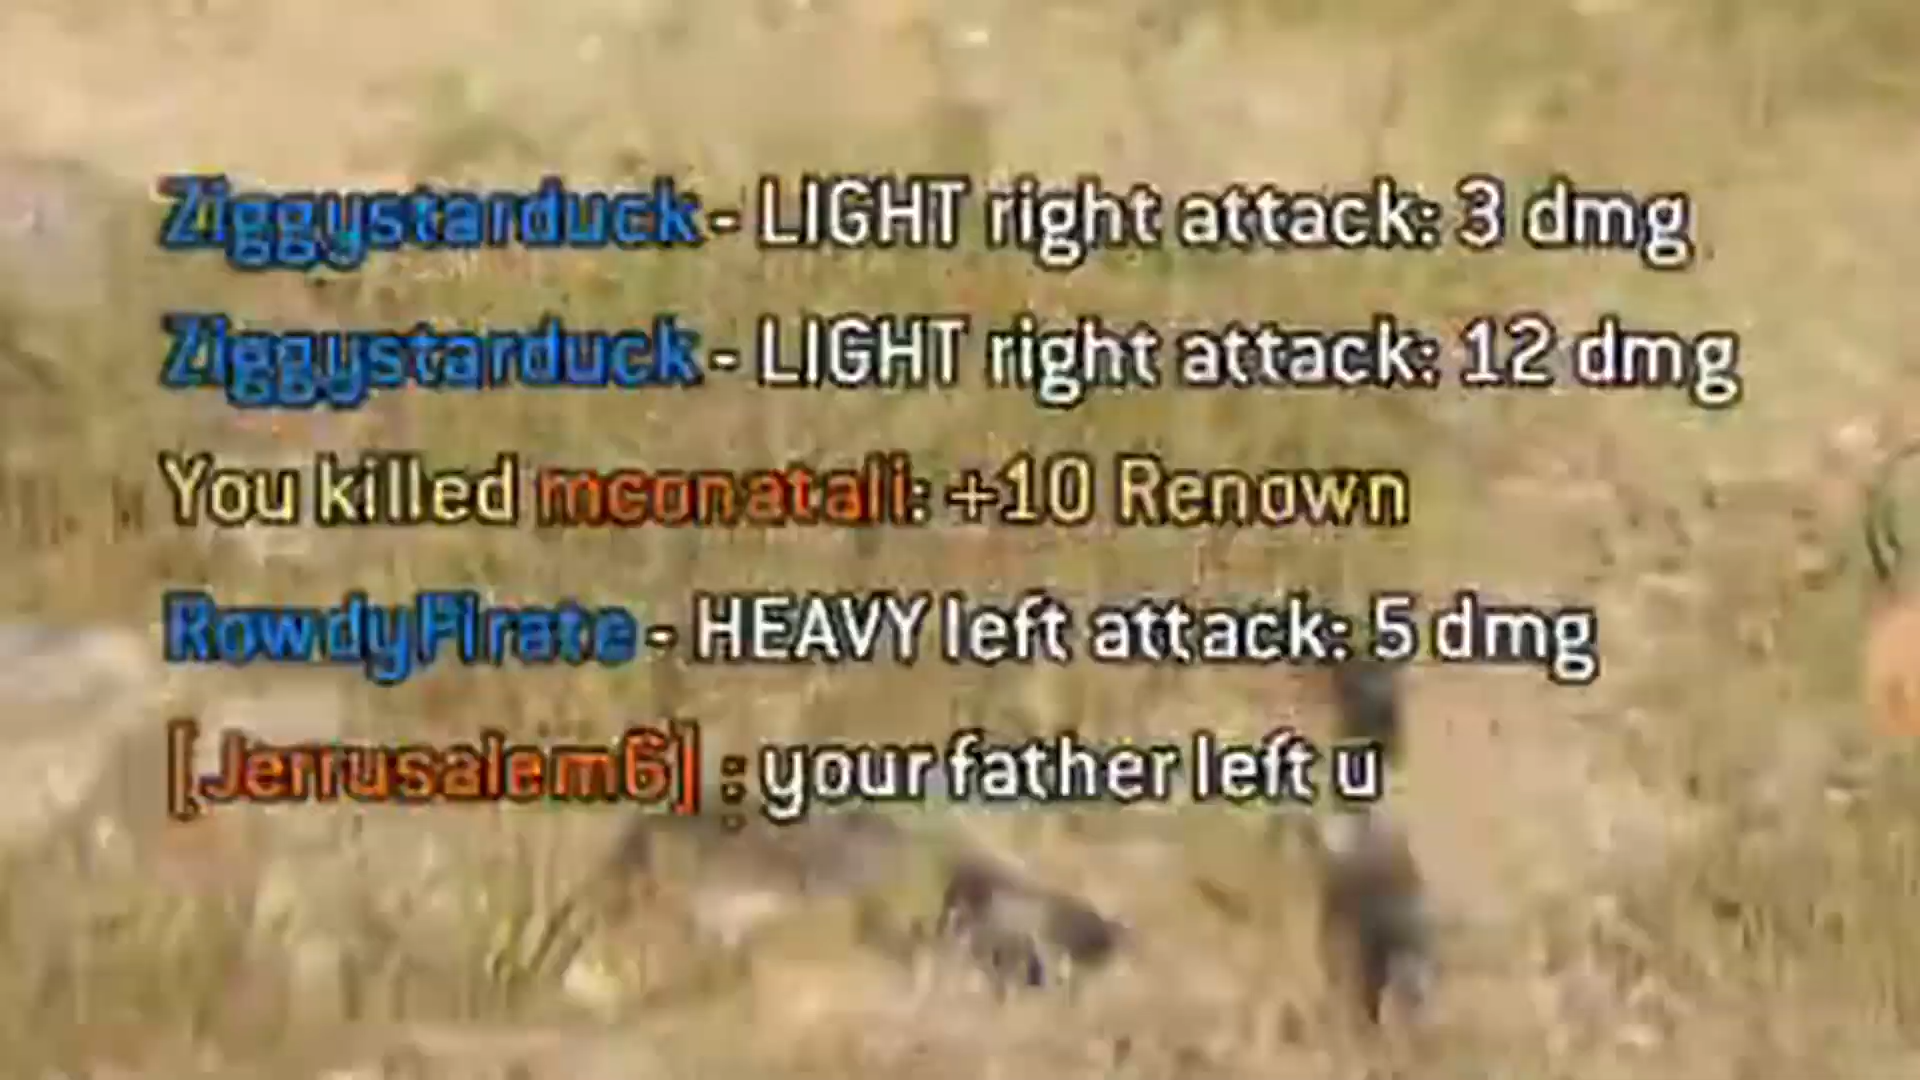 Ziggystarduck - LIGHT right attack: 3 dmg
Ziggystarduck - LIGHT right attack: 12 dmg
You killed mconatali: +10 Renown
RowdyPirate - HEAVY left attack: 5 dmg
[Jerrusalem6] : your father left u